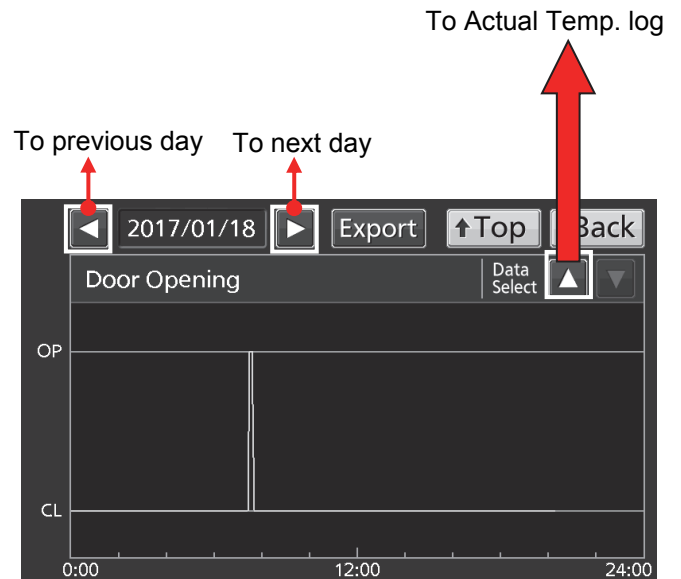 To Actual Temp. log
To previous day To next day
◄ 2017/01/18 ► Export ↑Top Back
Door Opening Data Select ▲ ▼
OP
CL
0:00 12:00 24:00